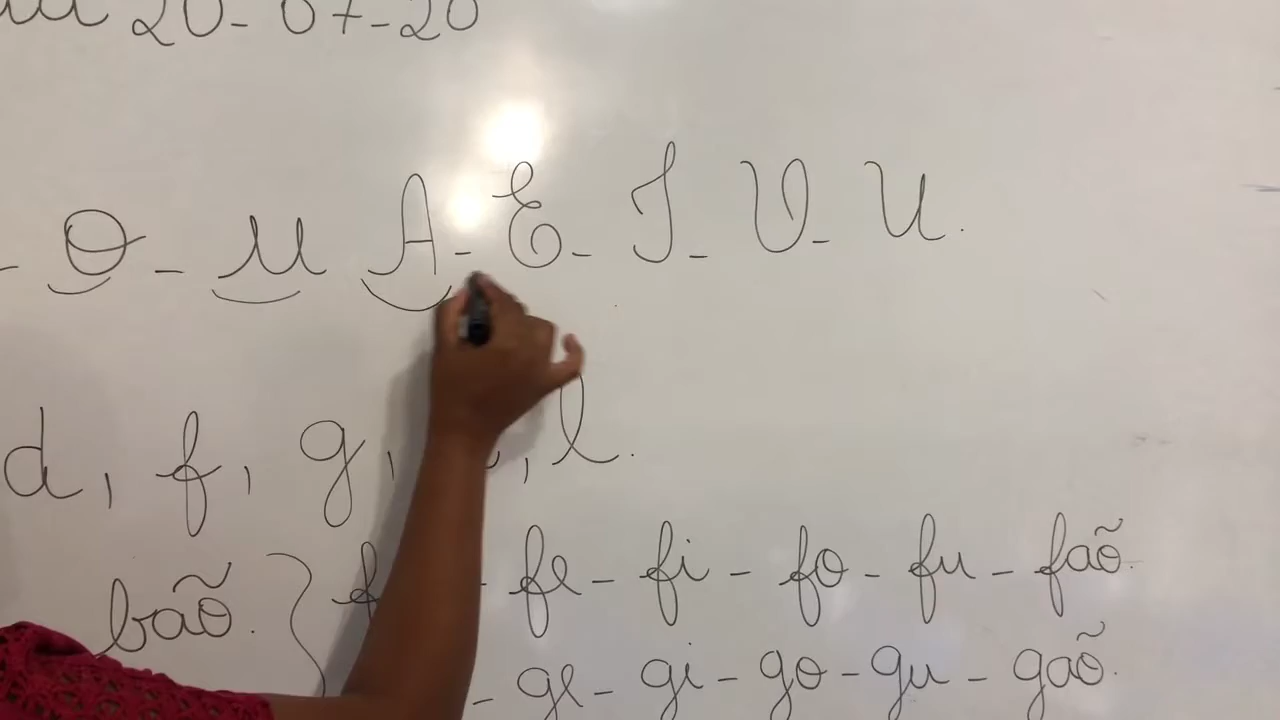 20-07-20
- o - u A - E - I - O - U.
d, f, g, , l.
bão. } fe - fi - fo - fu - fão.
- ge - gi - go - gu - gão.